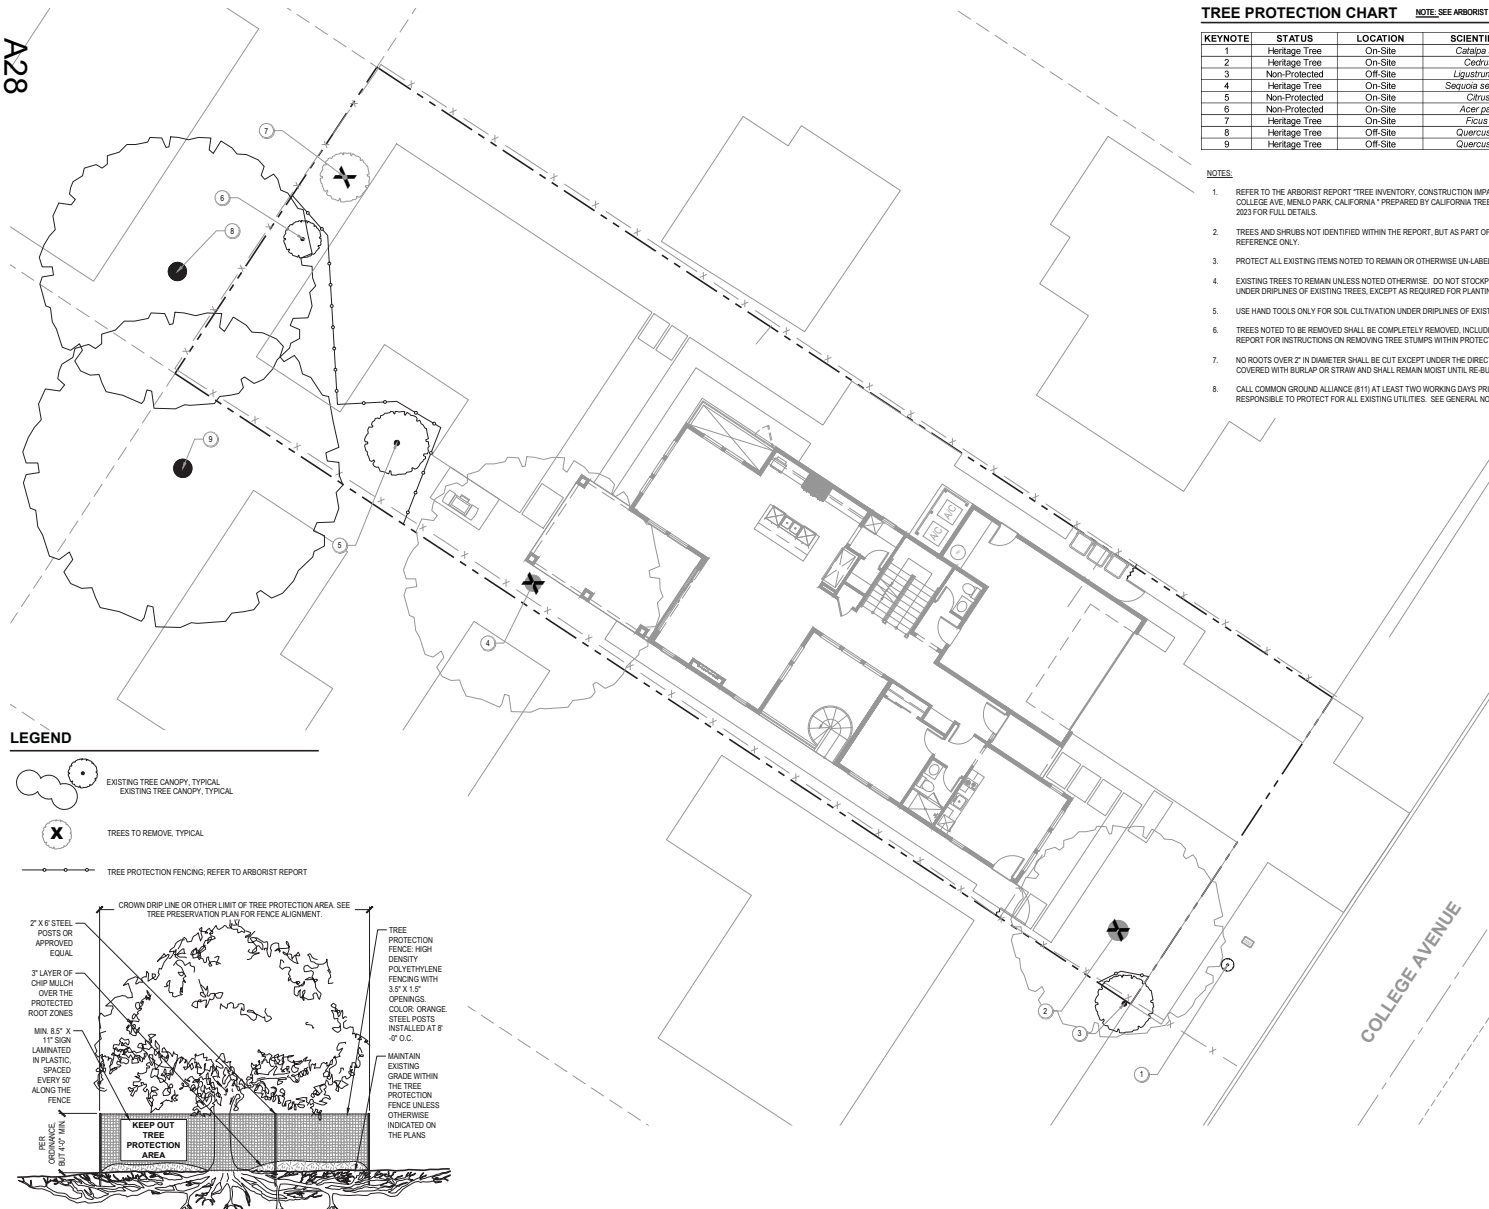 A28
TREE PROTECTION CHART NOTE: SEE ARBORIST
KEYNOTE STATUS LOCATION SCIENTI
1 Heritage Tree On-Site Catalpa
2 Heritage Tree On-Site Cedru
3 Non-Protected Off-Site Ligustrun
4 Heritage Tree On-Site Sequoia se
5 Non-Protected On-Site Citrus
6 Non-Protected On-Site Acer pa
7 Heritage Tree On-Site Ficus
8 Heritage Tree Off-Site Quercus
9 Heritage Tree Off-Site Quercus
NOTES:
1. REFER TO THE ARBORIST REPORT "TREE INVENTORY, CONSTRUCTION IMPA
COLLEGE AVE, MENLO PARK, CALIFORNIA " PREPARED BY CALIFORNIA TREE
2023 FOR FULL DETAILS.
2. TREES AND SHRUBS NOT IDENTIFIED WITHIN THE REPORT, BUT AS PART OF
REFERENCE ONLY.
3. PROTECT ALL EXISTING ITEMS NOTED TO REMAIN OR OTHERWISE UN-LABEL
4. EXISTING TREES TO REMAIN UNLESS NOTED OTHERWISE. DO NOT STOCKP
UNDER DRIPLINES OF EXISTING TREES, EXCEPT AS REQUIRED FOR PLANTIN
5. USE HAND TOOLS ONLY FOR SOIL CULTIVATION UNDER DRIPLINES OF EXIST
6. TREES NOTED TO BE REMOVED SHALL BE COMPLETELY REMOVED, INCLUDI
REPORT FOR INSTRUCTIONS ON REMOVING TREE STUMPS WITHIN PROTECT
7. NO ROOTS OVER 2" IN DIAMETER SHALL BE CUT EXCEPT UNDER THE DIRECT
COVERED WITH BURLAP OR STRAW AND SHALL REMAIN MOIST UNTIL RE-BU
8. CALL COMMON GROUND ALLIANCE (811) AT LEAST TWO WORKING DAYS PRI
RESPONSIBLE TO PROTECT FOR ALL EXISTING UTILITIES. SEE GENERAL NO
7
6
8
9
5
4
A/C
A/C
2
3
1
COLLEGE AVENUE
LEGEND
EXISTING TREE CANOPY, TYPICAL
EXISTING TREE CANOPY, TYPICAL
X TREES TO REMOVE, TYPICAL
TREE PROTECTION FENCING; REFER TO ARBORIST REPORT
CROWN DRIP LINE OR OTHER LIMIT OF TREE PROTECTION AREA. SEE
TREE PRESERVATION PLAN FOR FENCE ALIGNMENT.
2" X 6' STEEL
POSTS OR
APPROVED
EQUAL
3" LAYER OF
CHIP MULCH
OVER THE
PROTECTED
ROOT ZONES
MIN. 8.5" X
11" SIGN
LAMINATED
IN PLASTIC,
SPACED
EVERY 50'
ALONG THE
FENCE
PER
ORDINANCE,
BUT 4'-0" MIN.
KEEP OUT
TREE
PROTECTION
AREA
TREE
PROTECTION
FENCE: HIGH
DENSITY
POLYETHYLENE
FENCING WITH
3.5" X 1.5"
OPENINGS.
COLOR: ORANGE.
STEEL POSTS
INSTALLED AT 8'
-0" O.C.
MAINTAIN
EXISTING
GRADE WITHIN
THE TREE
PROTECTION
FENCE UNLESS
OTHERWISE
INDICATED ON
THE PLANS